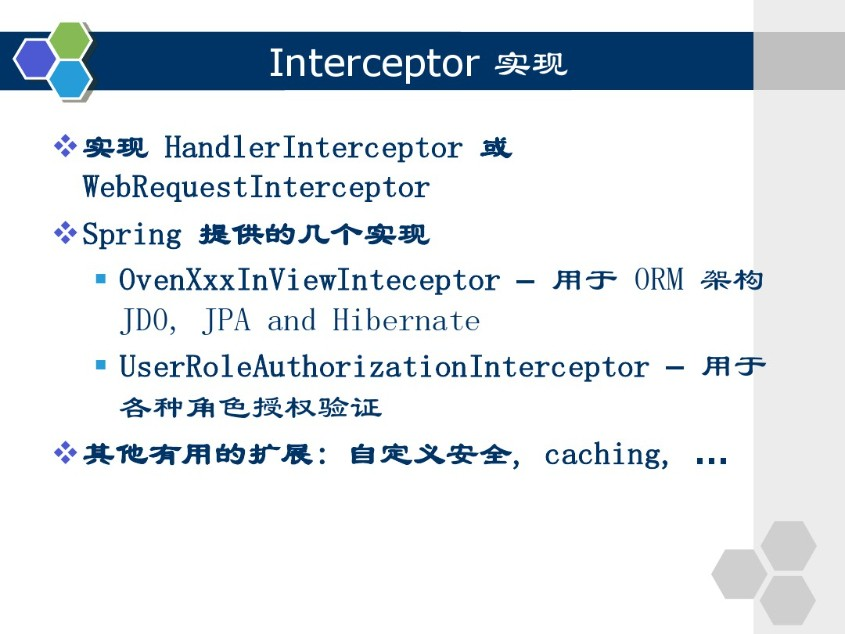 Interceptor 实现
实现 HandlerInterceptor 或
WebRequestInterceptor
Spring 提供的几个实现
OvenXxxInViewInteceptor – 用于 ORM 架构
JDO, JPA and Hibernate
UserRoleAuthorizationInterceptor – 用于
各种角色授权验证
其他有用的扩展: 自定义安全, caching, ...